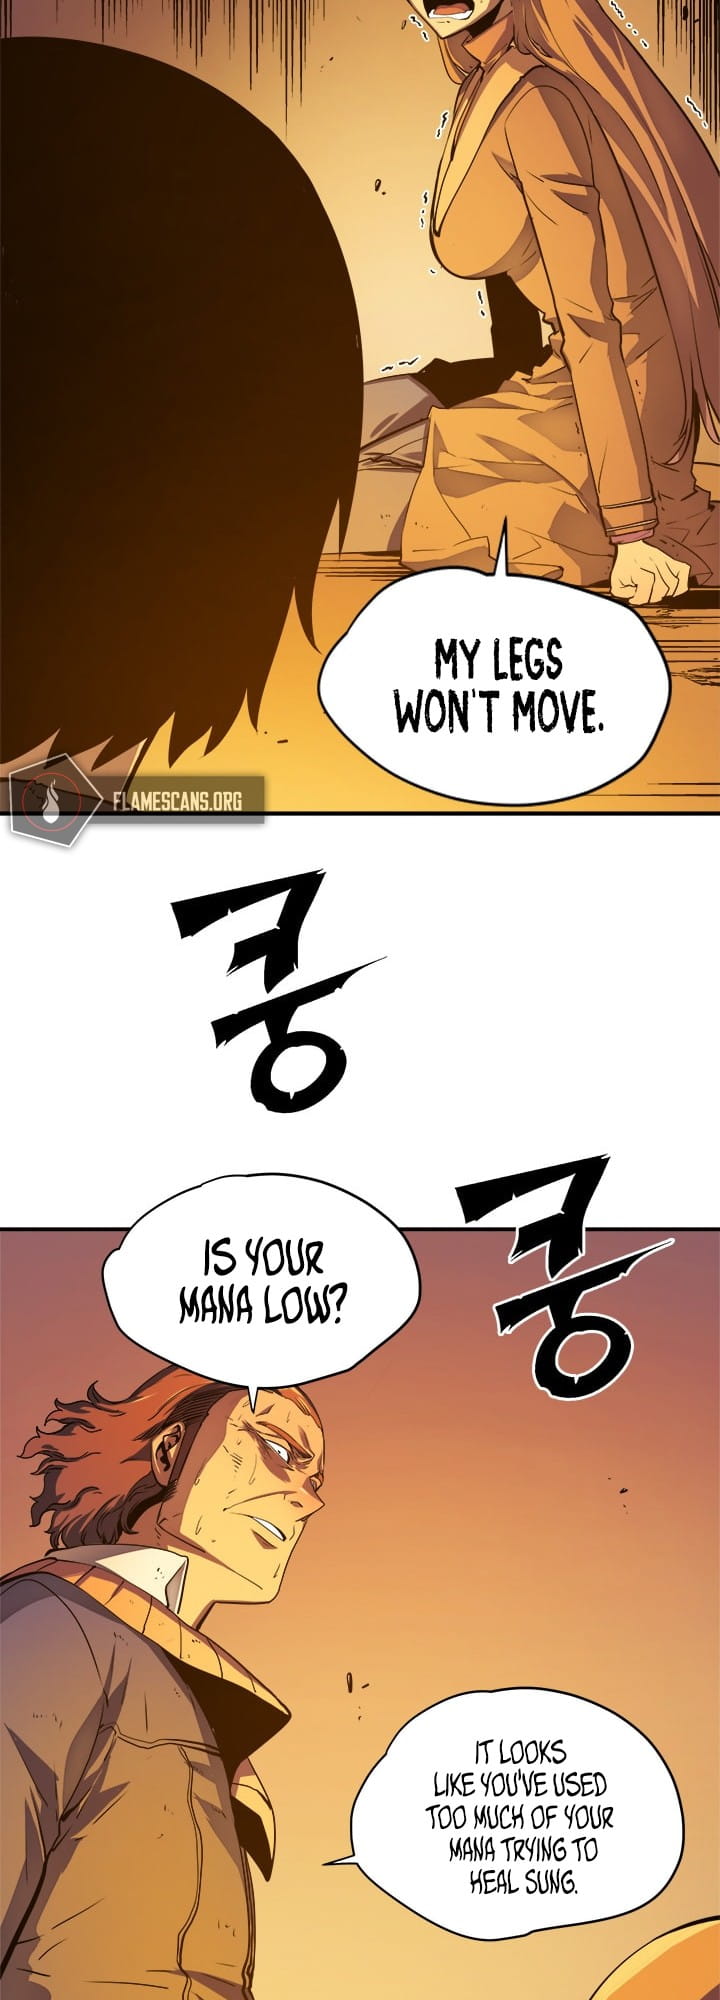 MY LEGS
WON'T MOVE.
FLAMESCANS.ORG
쿵
쿵
IS YOUR
MANA LOW?
IT LOOKS
LIKE YOU'VE USED
TOO MUCH OF YOUR
MANA TRYING TO
HEAL SUNG.